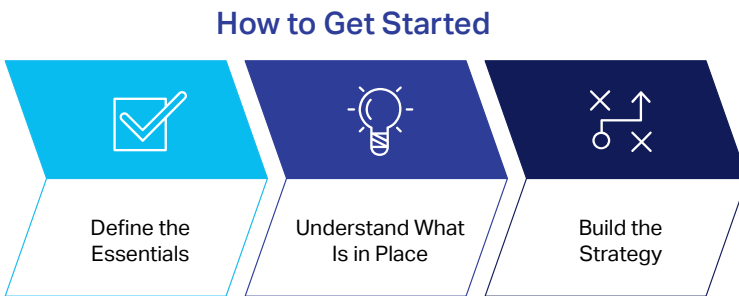 How to Get Started
Define the
Essentials
Understand What
Is in Place
Build the
Strategy